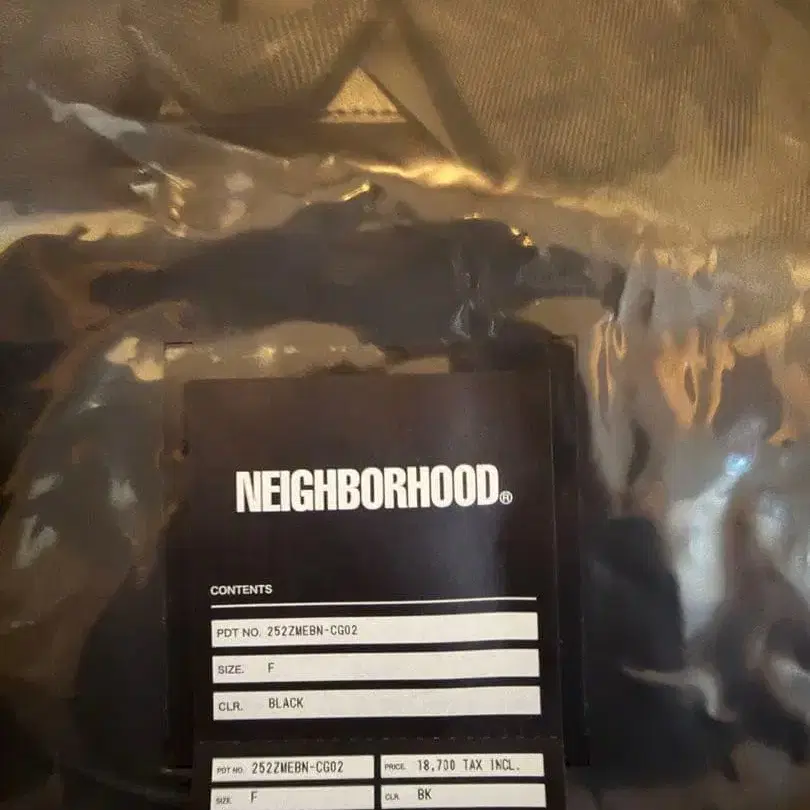 NEIGHBORHOOD®
CONTENTS
PDT NO. 252ZMEBN-CG02
SIZE. F
CLR. BLACK
PDT NO. 252ZMEBN-CG02 PRICE. 18,700 TAX INCL.
SIZE. F CLR. BK